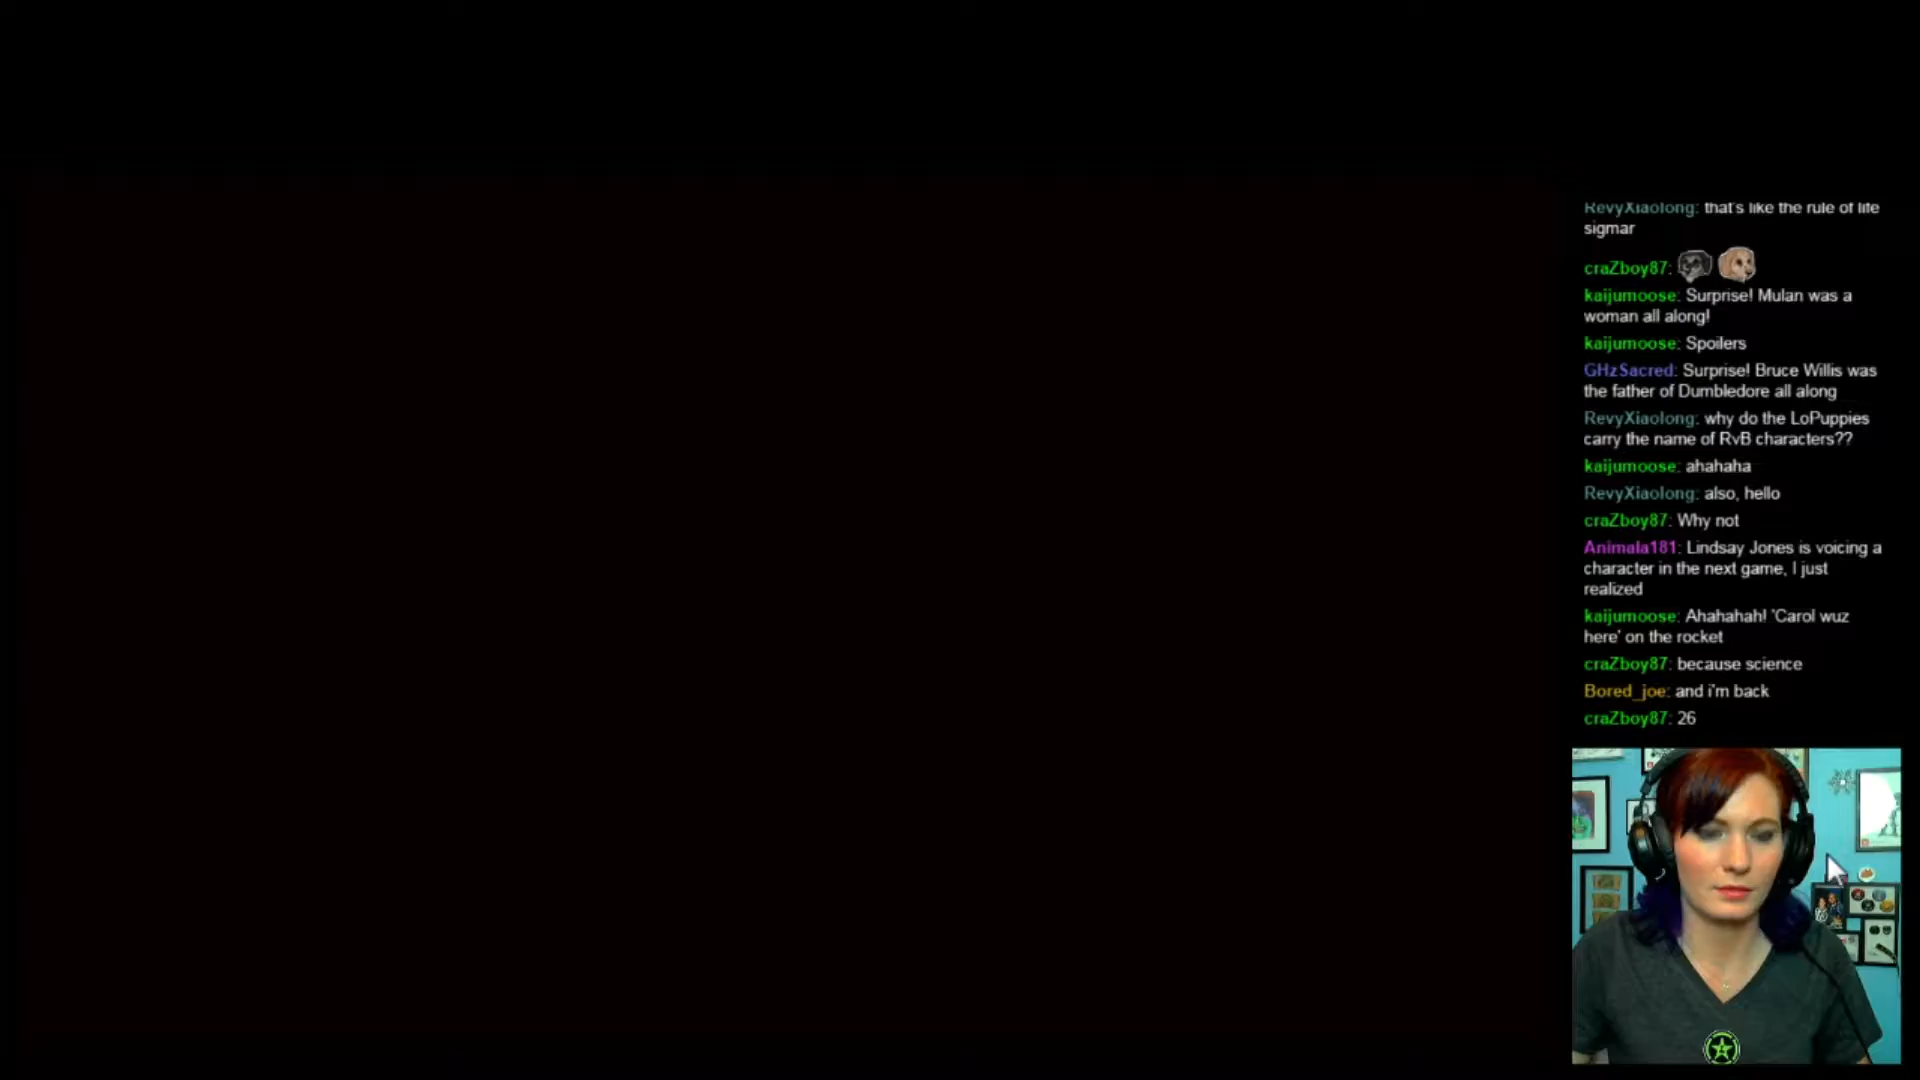 RevyXiaolong: that's like the rule of life
sigmar
craZboy87:
kaijumoose: Surprise! Mulan was a
woman all along!
kaijumoose: Spoilers
GHzSacred: Surprise! Bruce Willis was
the father of Dumbledore all along
RevyXiaolong: why do the LoPuppies
carry the name of RvB characters??
kaijumoose: ahahaha
RevyXiaolong: also, hello
craZboy87: Why not
Animala181: Lindsay Jones is voicing a
character in the next game, I just
realized
kaijumoose: Ahahahah! 'Carol wuz
here' on the rocket
craZboy87: because science
Bored_joe: and i'm back
craZboy87: 26